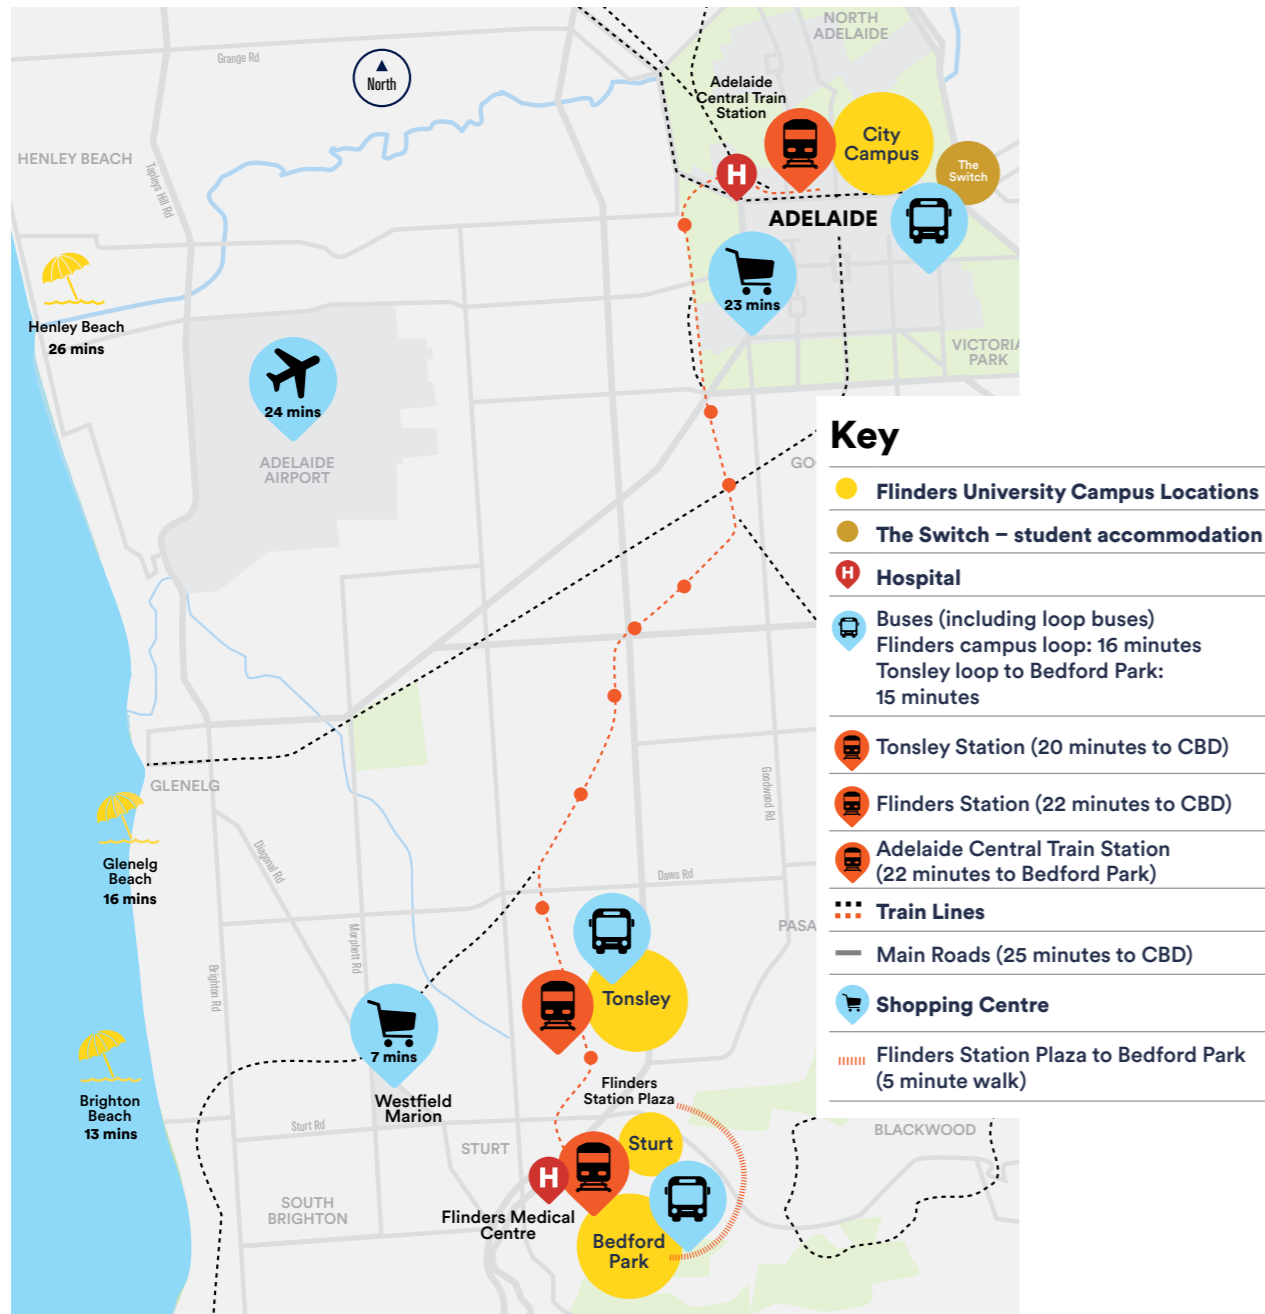 NORTH
ADELAIDE
Grange Rd
North
Adelaide
Central Train
Station
City
Campus
HENLEY BEACH
Tapleys Hill Rd
H
The
Switch
ADELAIDE
23 mins
Henley Beach
26 mins
VICTORIA
PARK
24 mins
ADELAIDE
AIRPORT
GO
Key
Flinders University Campus Locations
The Switch – student accommodation
H
Hospital
Buses (including loop buses)
Flinders campus loop: 16 minutes
Tonsley loop to Bedford Park:
15 minutes
Tonsley Station (20 minutes to CBD)
Flinders Station (22 minutes to CBD)
Adelaide Central Train Station
(22 minutes to Bedford Park)
Train Lines
Main Roads (25 minutes to CBD)
Shopping Centre
Flinders Station Plaza to Bedford Park
(5 minute walk)
GLENELG
Goodwood Rd
Glenelg
Beach
16 mins
Diagonal Rd
Daws Rd
PASA
Morphett Rd
Brighton Rd
Tonsley
7 mins
Westfield
Marion
Flinders
Station Plaza
Brighton
Beach
13 mins
Sturt Rd
STURT
Sturt
BLACKWOOD
H
SOUTH
BRIGHTON
Flinders Medical
Centre
Bedford
Park